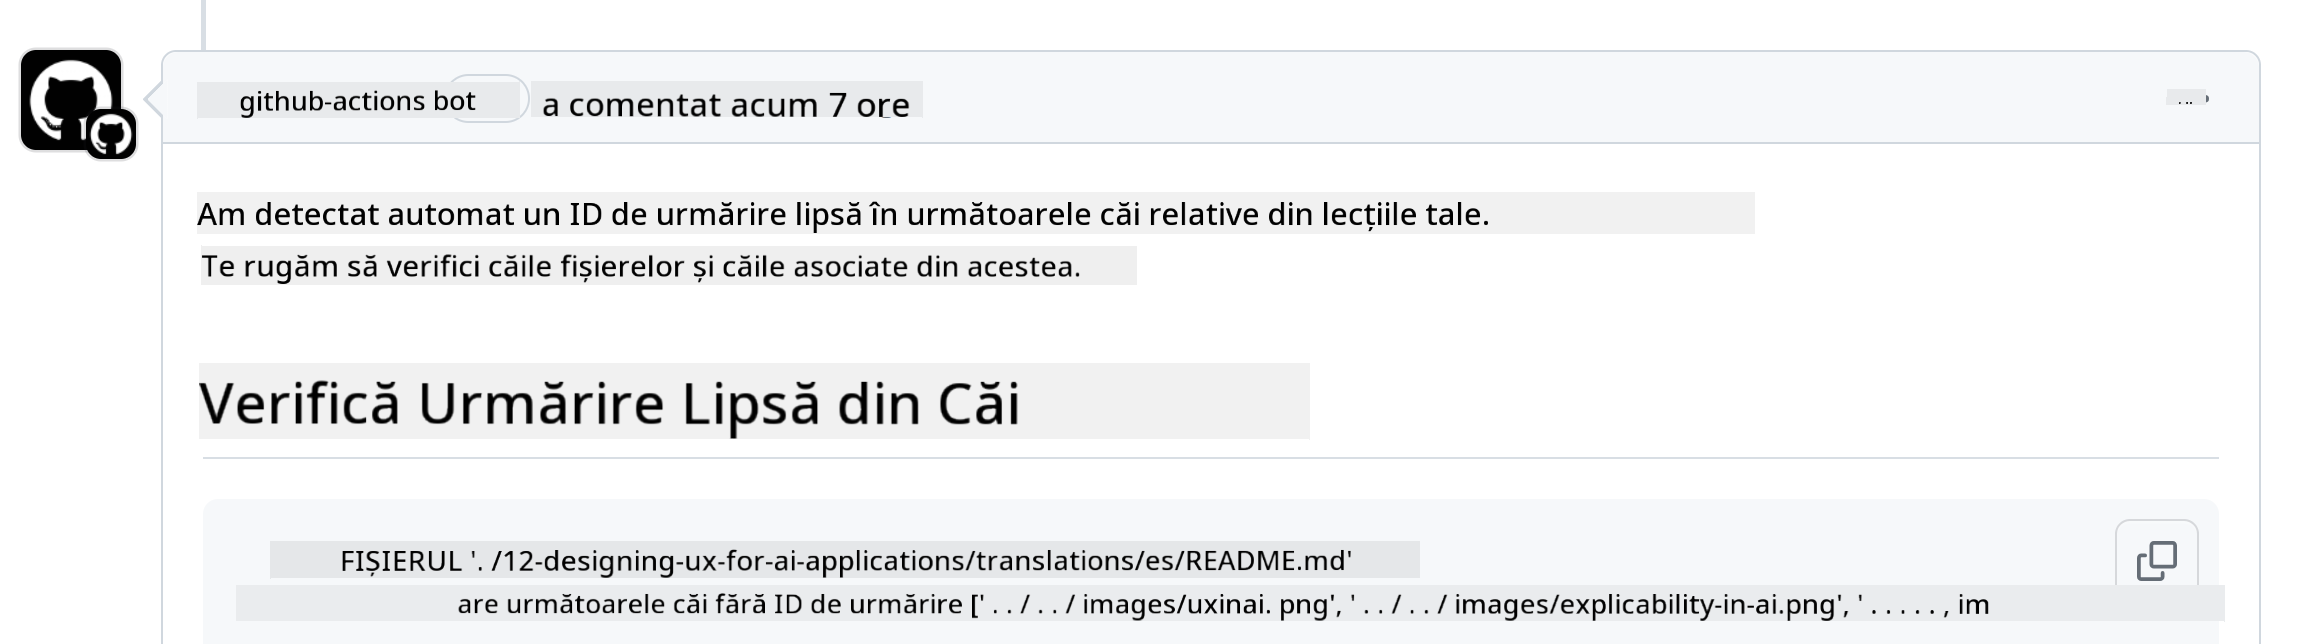 github-actions bot a comentat acum 7 ore
Am detectat automat un ID de urmărire lipsă în următoarele căi relative din lecțiile tale.
Te rugăm să verifici căile fișierelor și căile asociate din acestea.
Verifică Urmărire Lipsă din Căi
FIȘIERUL '. /12-designing-ux-for-ai-applications/translations/es/README.md'
are următoarele căi fără ID de urmărire [' . . / . . / images/uxinai. png', ' . . / . . / images/explicability-in-ai.png', ' . . . . . , im